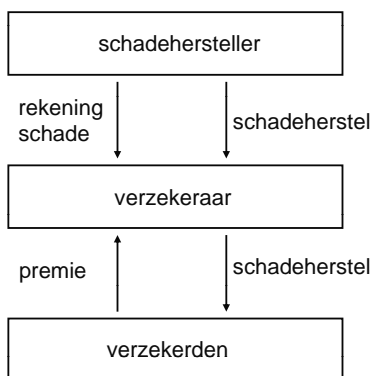 schadehersteller
rekening
schade
schadeherstel
verzekeraar
premie
schadeherstel
verzekerden